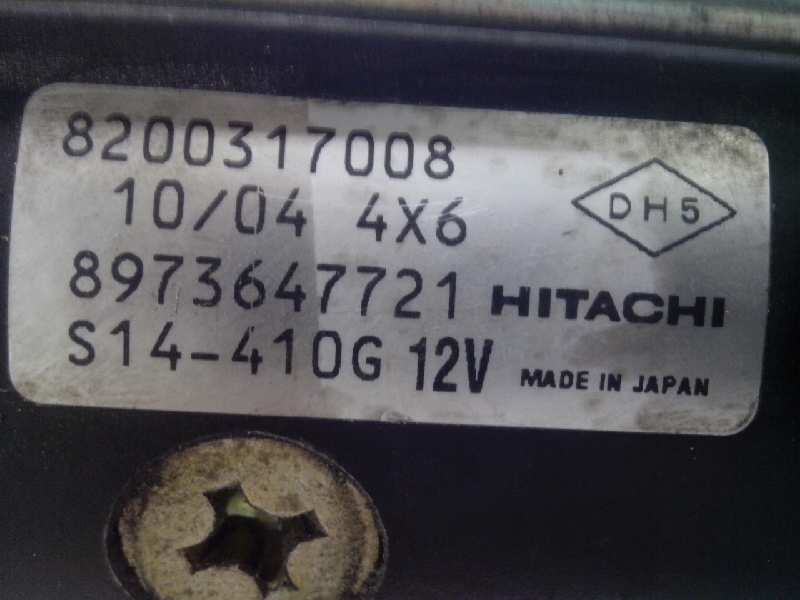 8200317008
10/04 4X6
DH5
8973647721 HITACHI
S14-410G 12V MADE IN JAPAN